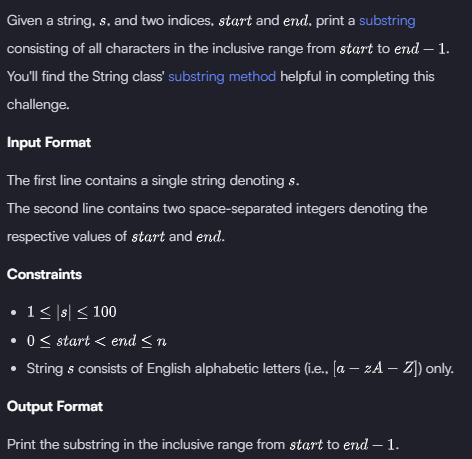 Given a string, s, and two indices, start and end, print a substring
consisting of all characters in the inclusive range from start to end − 1.
You'll find the String class' substring method helpful in completing this
challenge.
Input Format
The first line contains a single string denoting s.
The second line contains two space-separated integers denoting the
respective values of start and end.
Constraints
• 1 ≤ |s| ≤ 100
• 0 ≤ start < end ≤ n
• String s consists of English alphabetic letters (i.e., [a − zA − Z]) only.
Output Format
Print the substring in the inclusive range from start to end − 1.